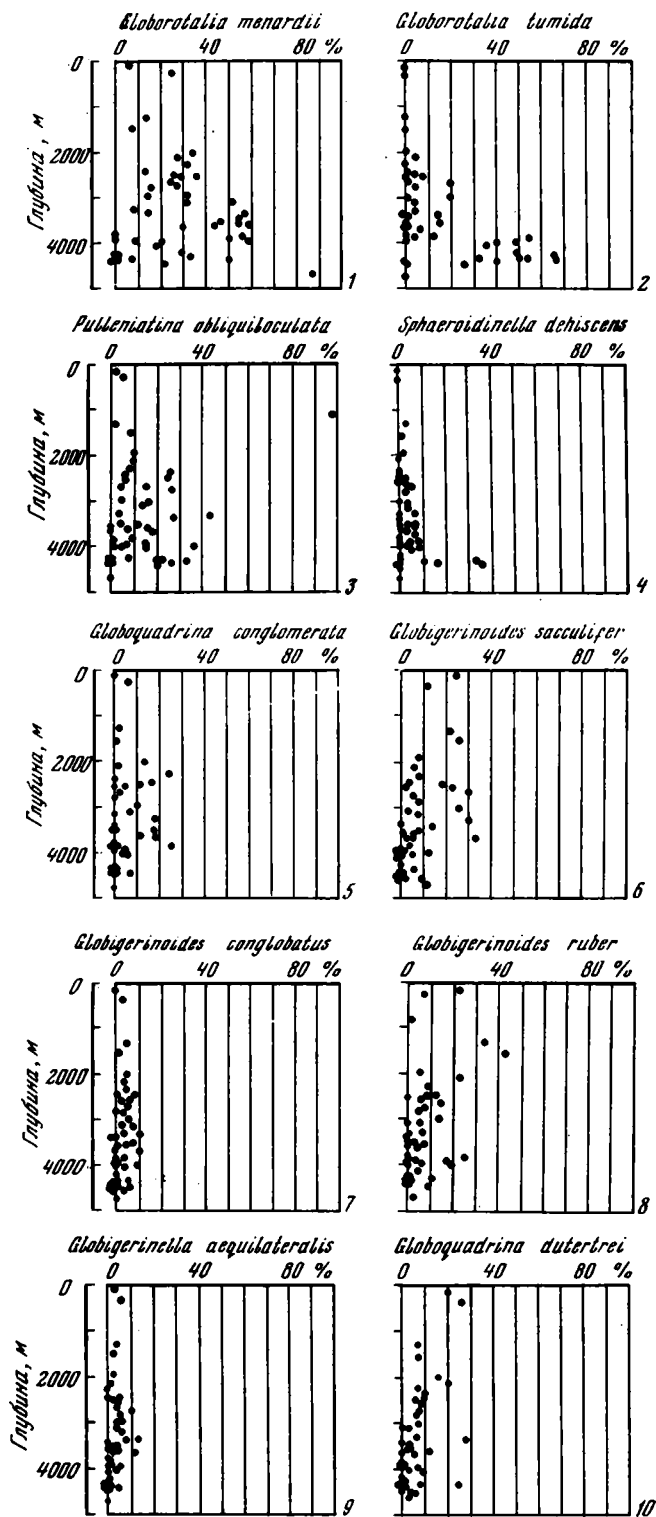 Globorotalia menardii
0 40 80 %
Глубина, м
0
2000
4000
1
Globorotalia tumida
0 40 80 %
2
Pulleniatina obliquiloculata
0 40 80 %
Глубина, м
0
2000
4000
3
Sphaeroidinella dehiscens
0 40 80 %
4
Globoquadrina conglomerata
0 40 80 %
Глубина, м
0
2000
4000
5
Globigerinoides sacculifer
0 40 80 %
6
Globigerinoides conglobatus
0 40 80 %
Глубина, м
0
2000
4000
7
Globigerinoides ruber
0 40 80 %
8
Globigerinella aequilateralis
0 40 80 %
Глубина, м
0
2000
4000
9
Globoquadrina dutertrei
0 40 80 %
10